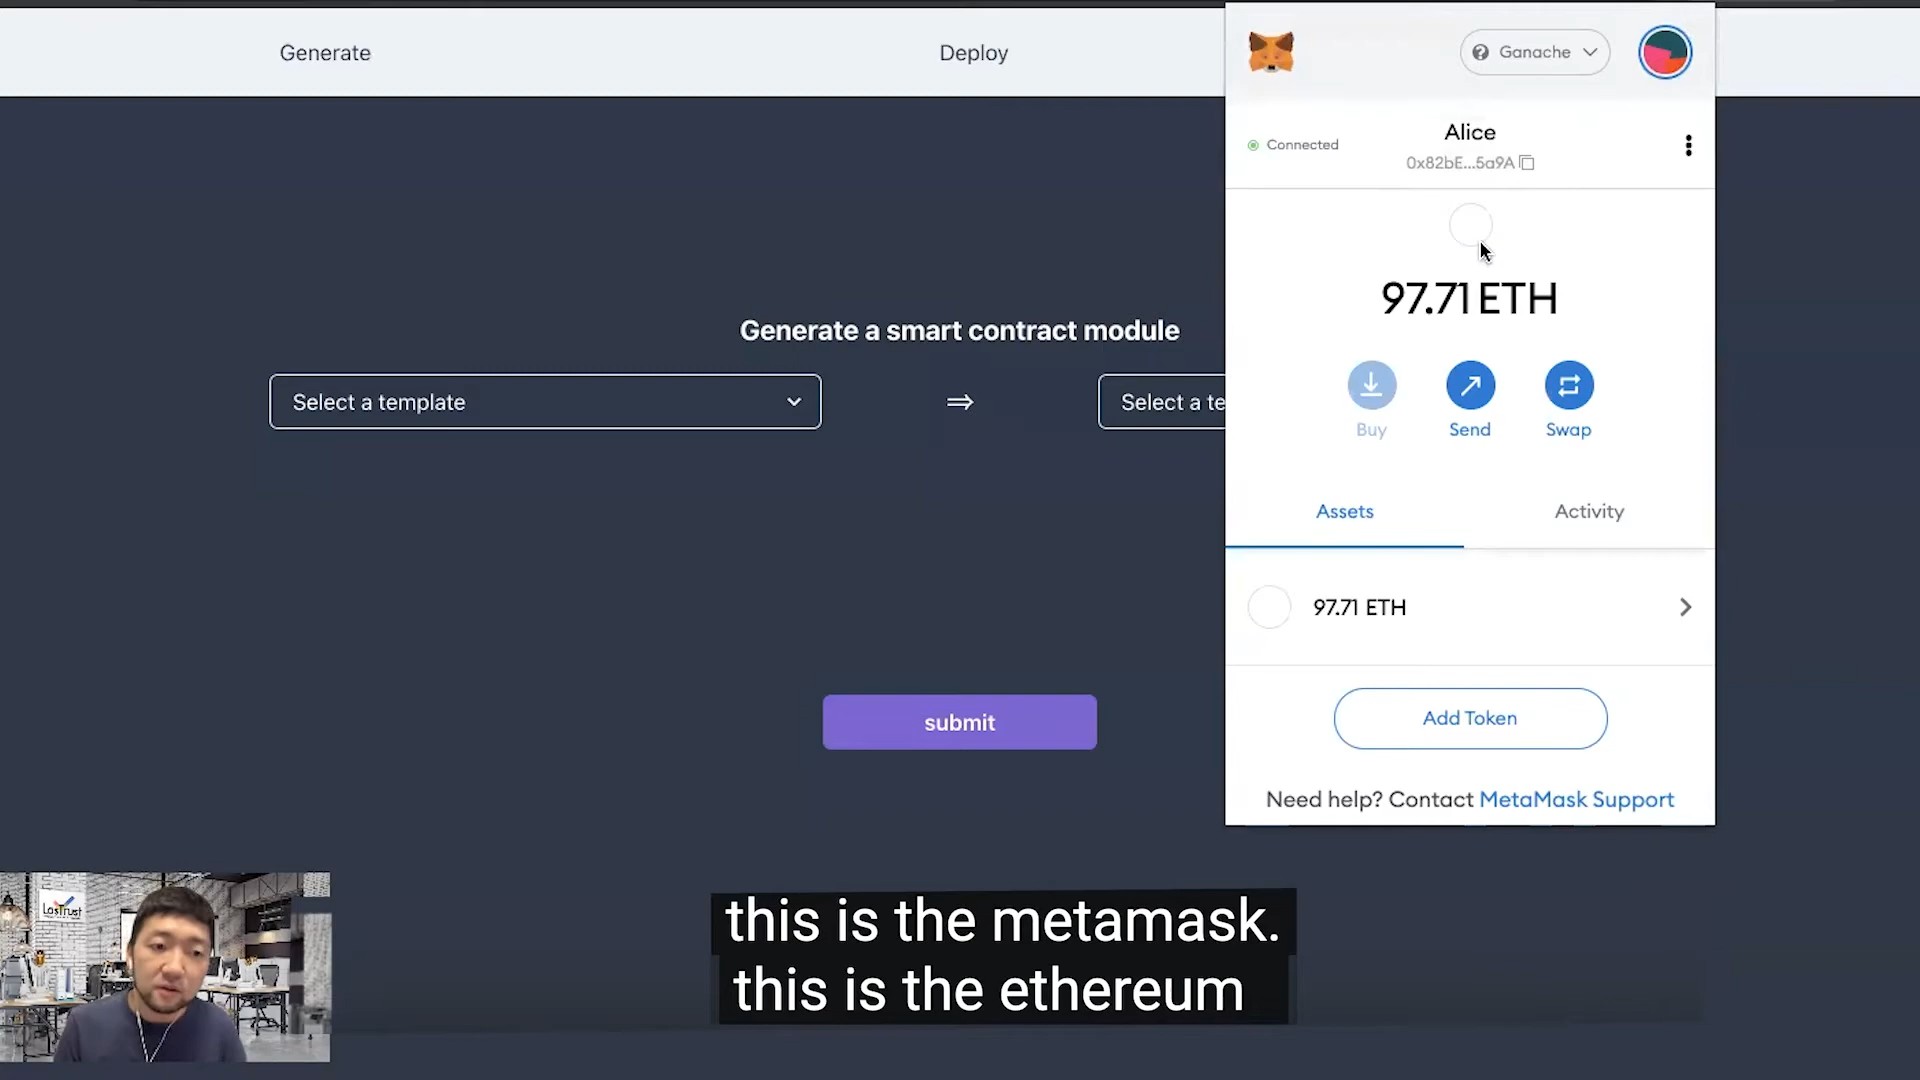 Generate
Deploy
Ganache
Connected
Alice
0x82bE...5a9A
97.71 ETH
Buy
Send
Swap
Generate a smart contract module
Select a template
⇒
Select a te
Assets
Activity
97.71 ETH
submit
Add Token
Need help? Contact MetaMask Support
LasTrust
this is the metamask.
this is the ethereum